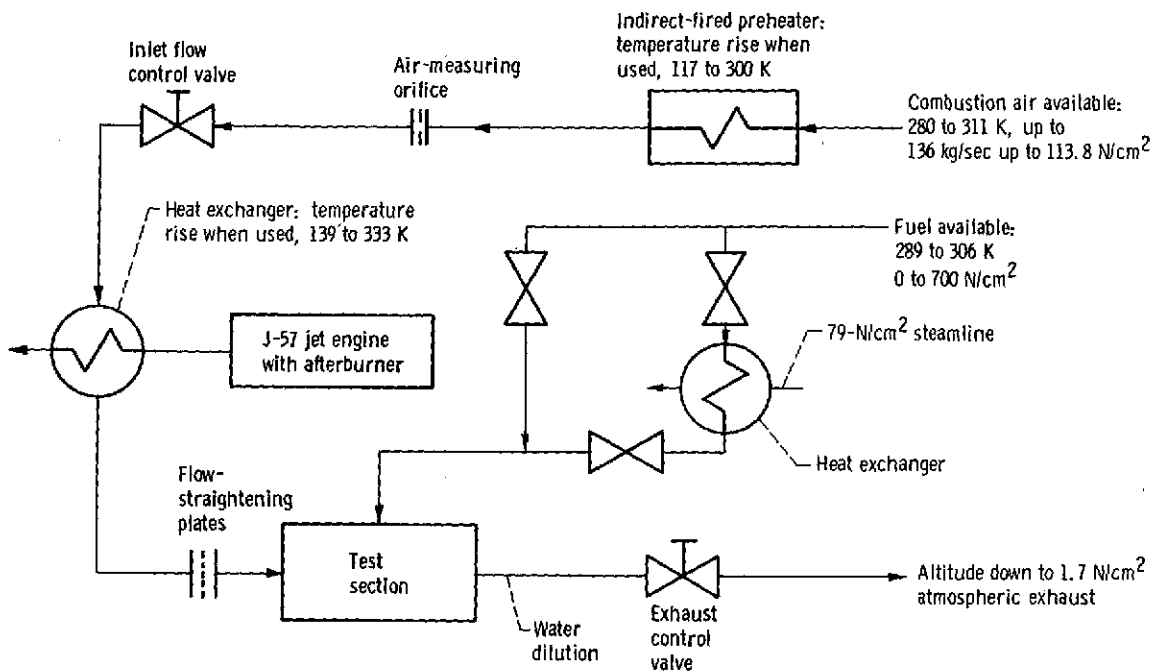 Indirect-fired preheater:
temperature rise when
used, 117 to 300 K
Inlet flow
control valve
Air-measuring
orifice
Combustion air available:
280 to 311 K, up to
136 kg/sec up to 113.8 N/cm²
Heat exchanger: temperature
rise when used, 139 to 333 K
Fuel available:
289 to 306 K
0 to 700 N/cm²
J-57 jet engine
with afterburner
79-N/cm² steamline
Heat exchanger
Flow-
straightening
plates
Test
section
Water
dilution
Exhaust
control
valve
Altitude down to 1.7 N/cm²
atmospheric exhaust